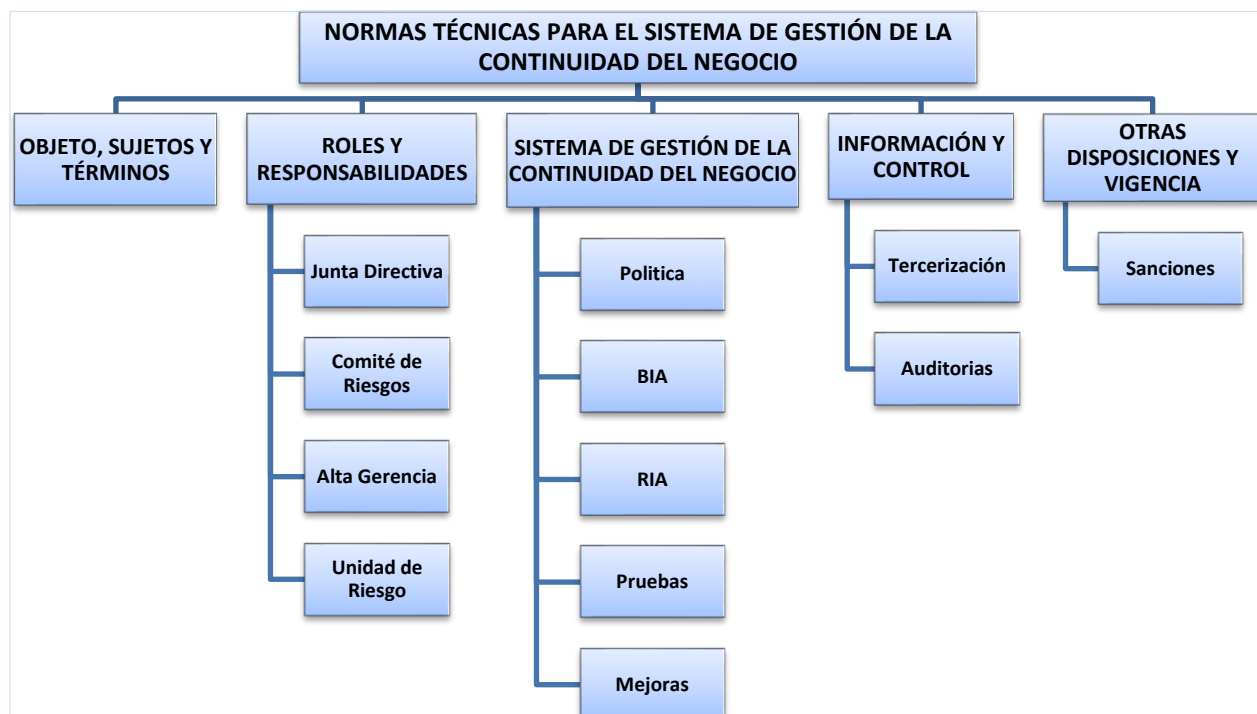 NORMAS TÉCNICAS PARA EL SISTEMA DE GESTIÓN DE LA
CONTINUIDAD DEL NEGOCIO
OBJETO, SUJETOS Y
TÉRMINOS
ROLES Y
RESPONSABILIDADES
Junta Directiva
Comité de
Riesgos
Alta Gerencia
Unidad de
Riesgo
SISTEMA DE GESTIÓN DE LA
CONTINUIDAD DEL NEGOCIO
Politica
BIA
RIA
Pruebas
Mejoras
INFORMACIÓN Y
CONTROL
Tercerización
Auditorias
OTRAS
DISPOSICIONES Y
VIGENCIA
Sanciones